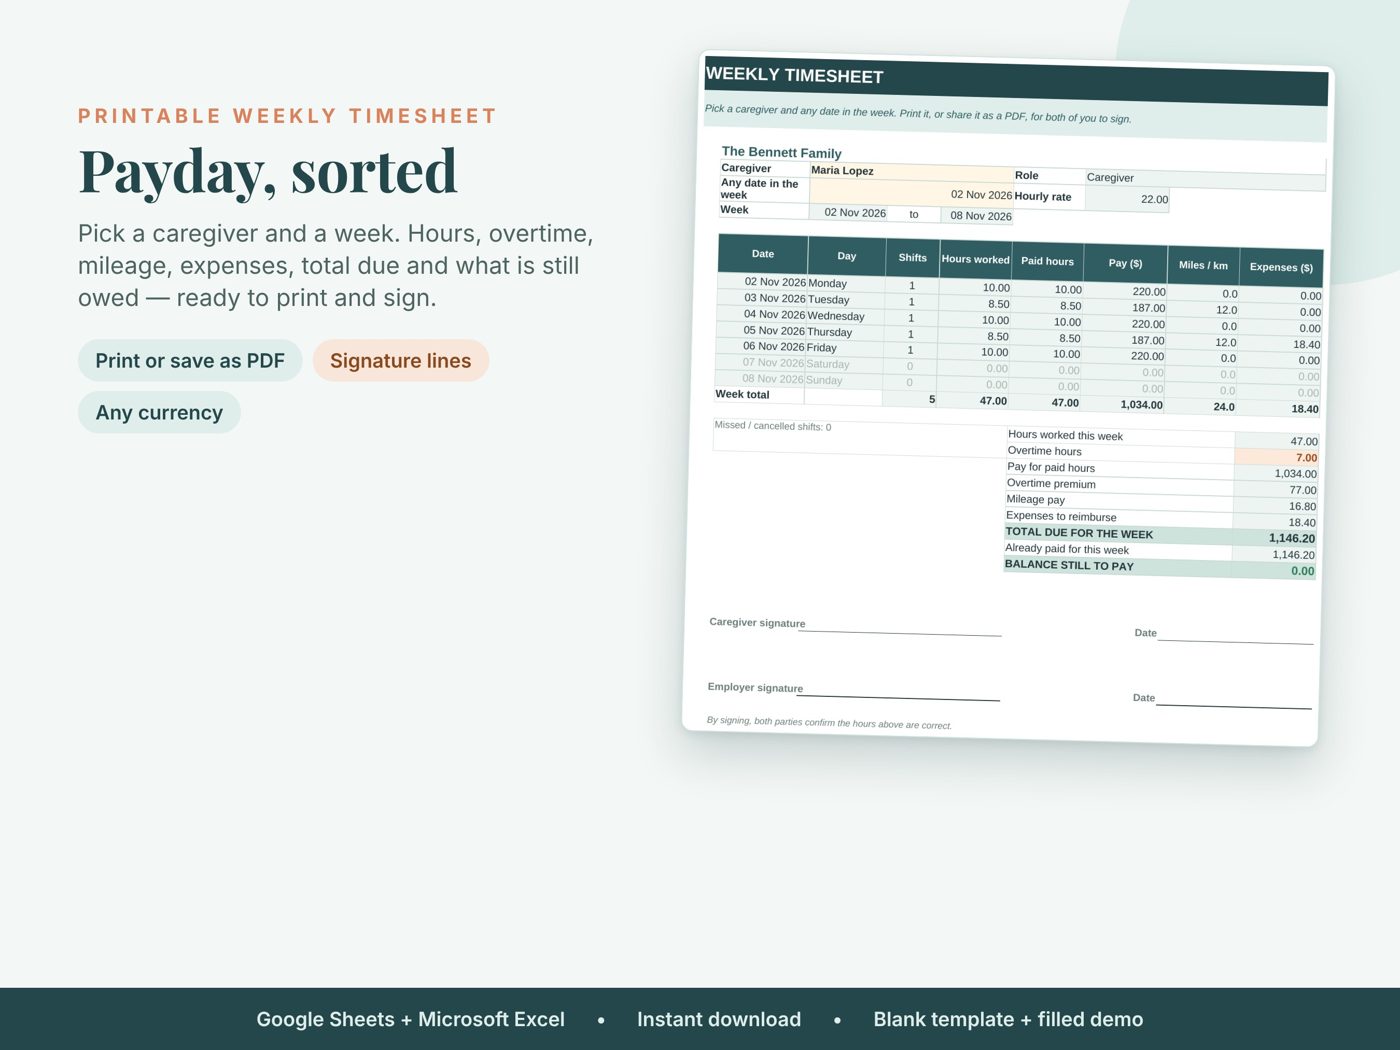 PRINTABLE WEEKLY TIMESHEET
Payday, sorted
Pick a caregiver and a week. Hours, overtime,
mileage, expenses, total due and what is still
owed — ready to print and sign.
Print or save as PDF
Signature lines
Any currency
WEEKLY TIMESHEET
Pick a caregiver and any date in the week. Print it, or share it as a PDF, for both of you to sign.
The Bennett Family
Caregiver Maria Lopez Role Caregiver
Any date in the week 02 Nov 2026 Hourly rate 22.00
Week 02 Nov 2026 to 08 Nov 2026
Date Day Shifts Hours worked Paid hours Pay ($) Miles / km Expenses ($)
02 Nov 2026 Monday 1 10.00 10.00 220.00 0.0 0.00
03 Nov 2026 Tuesday 1 8.50 8.50 187.00 12.0 0.00
04 Nov 2026 Wednesday 1 10.00 10.00 220.00 0.0 0.00
05 Nov 2026 Thursday 1 8.50 8.50 187.00 12.0 18.40
06 Nov 2026 Friday 1 10.00 10.00 220.00 0.0 0.00
07 Nov 2026 Saturday 0 0.00 0.00 0.00 0.0 0.00
08 Nov 2026 Sunday 0 0.00 0.00 0.00 0.0 0.00
Week total 5 47.00 47.00 1,034.00 24.0 18.40
Missed / cancelled shifts: 0
Hours worked this week 47.00
Overtime hours 7.00
Pay for paid hours 1,034.00
Overtime premium 77.00
Mileage pay 16.80
Expenses to reimburse 18.40
TOTAL DUE FOR THE WEEK 1,146.20
Already paid for this week 1,146.20
BALANCE STILL TO PAY 0.00
Caregiver signature Date
Employer signature Date
By signing, both parties confirm the hours above are correct.
Google Sheets + Microsoft Excel • Instant download • Blank template + filled demo